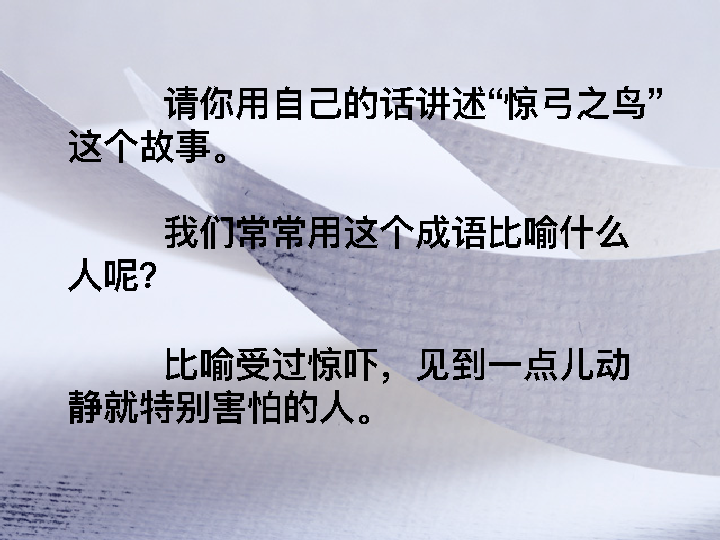 请你用自己的话讲述“惊弓之鸟”
这个故事。
我们常常用这个成语比喻什么
人呢?
比喻受过惊吓，见到一点儿动
静就特别害怕的人。